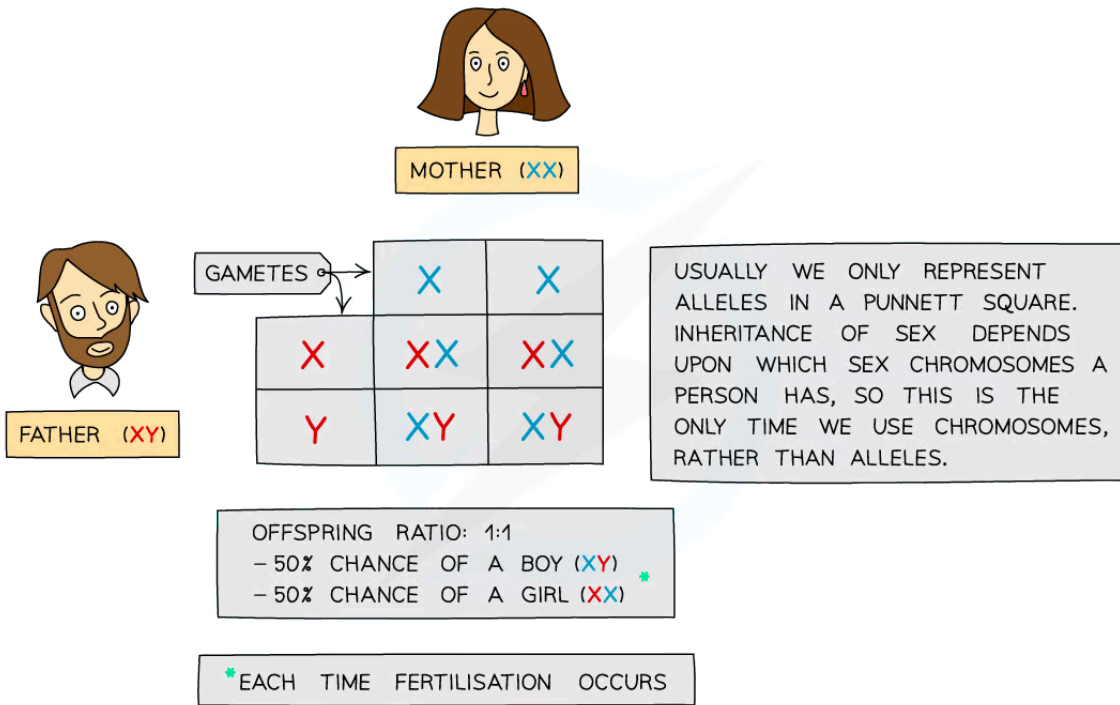 MOTHER (XX)
GAMETES
X X
X XX XX
Y XY XY
FATHER (XY)
USUALLY WE ONLY REPRESENT
ALLELES IN A PUNNETT SQUARE.
INHERITANCE OF SEX DEPENDS
UPON WHICH SEX CHROMOSOMES A
PERSON HAS, SO THIS IS THE
ONLY TIME WE USE CHROMOSOMES,
RATHER THAN ALLELES.
OFFSPRING RATIO: 1:1
– 50% CHANCE OF A BOY (XY)
– 50% CHANCE OF A GIRL (XX) *
*EACH TIME FERTILISATION OCCURS